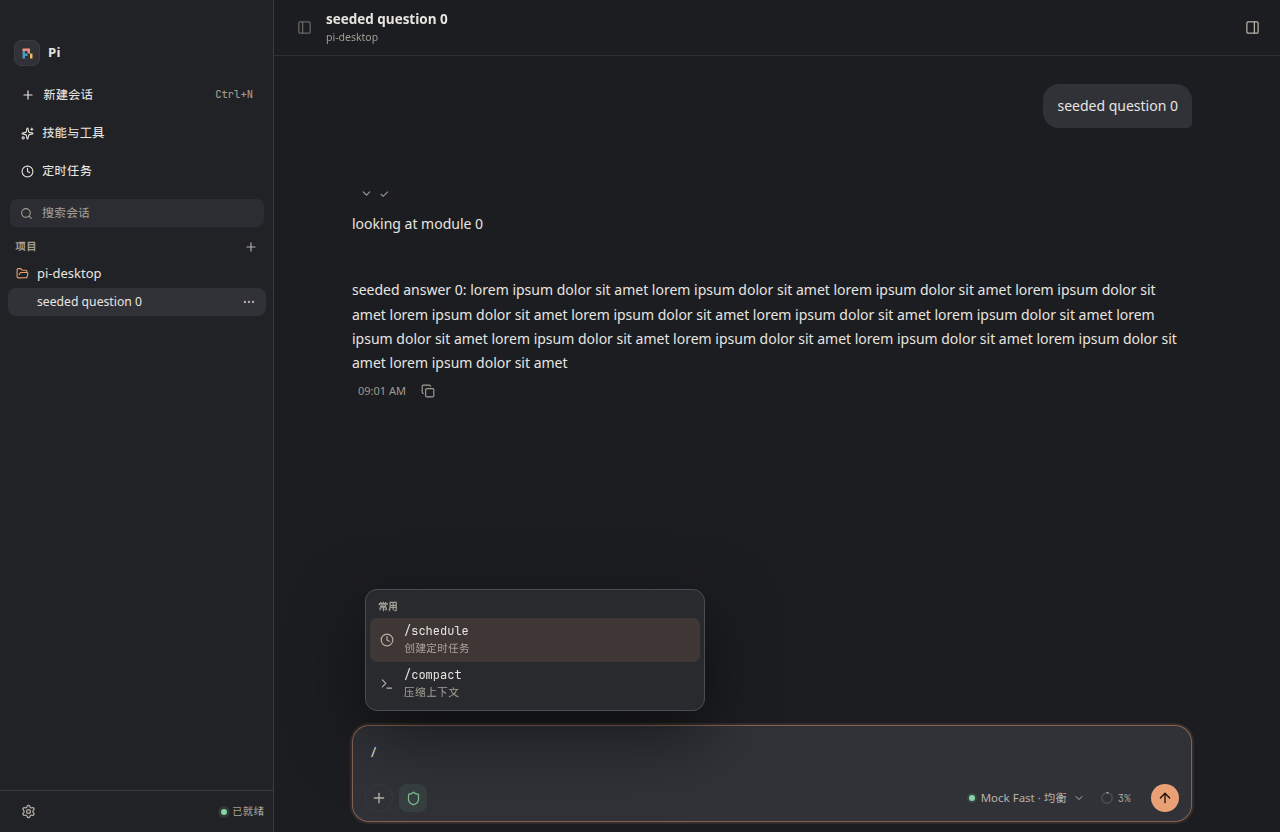 Pi
新建会话 Ctrl+N
技能与工具
定时任务
搜索会话
项目
pi-desktop
seeded question 0
已就绪
seeded question 0
pi-desktop
seeded question 0
looking at module 0
seeded answer 0: lorem ipsum dolor sit amet lorem ipsum dolor sit amet lorem ipsum dolor sit amet lorem ipsum dolor sit
amet lorem ipsum dolor sit amet lorem ipsum dolor sit amet lorem ipsum dolor sit amet lorem ipsum dolor sit amet lorem
ipsum dolor sit amet lorem ipsum dolor sit amet lorem ipsum dolor sit amet lorem ipsum dolor sit amet lorem ipsum dolor sit
amet lorem ipsum dolor sit amet
09:01 AM
常用
/schedule
创建定时任务
/compact
压缩上下文
/
Mock Fast · 均衡 3%